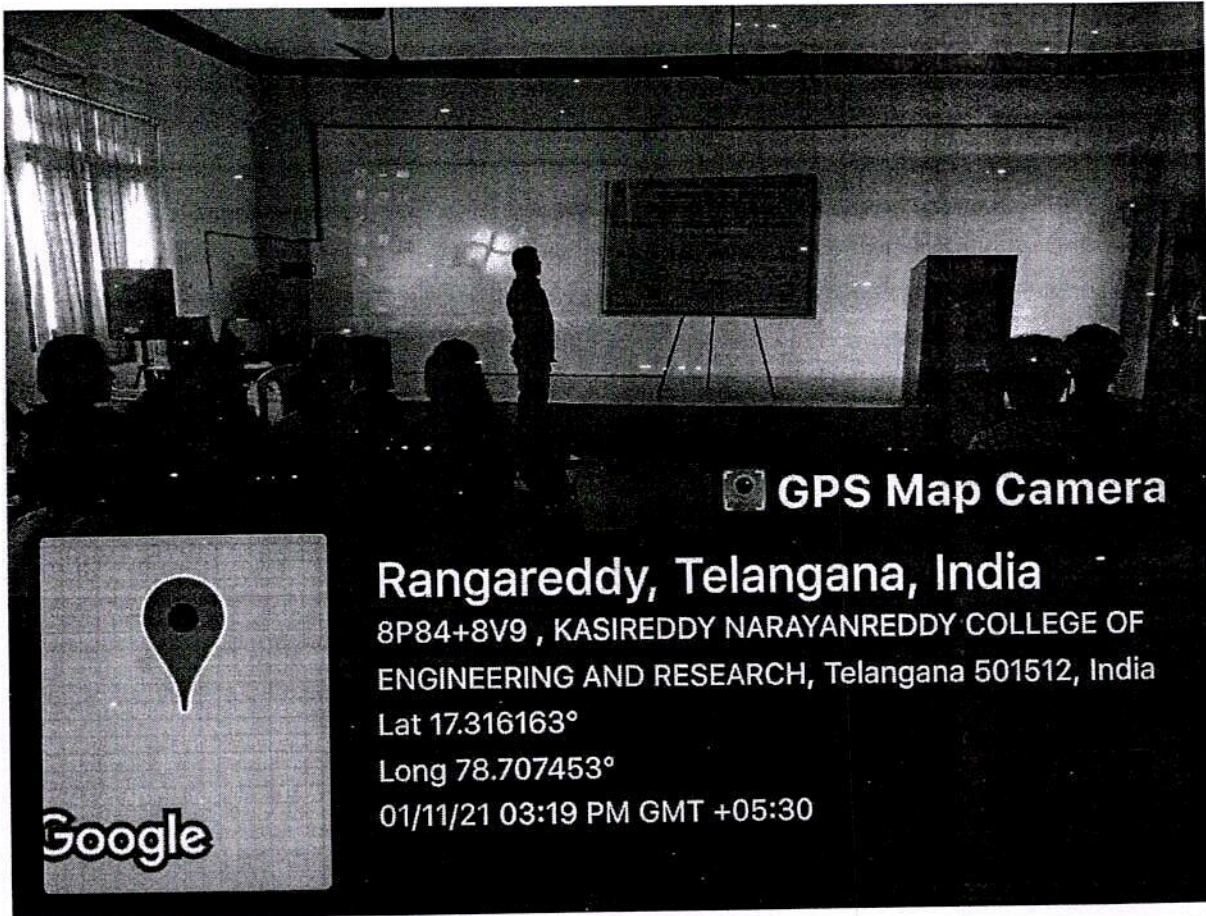 GPS Map Camera
Rangareddy, Telangana, India
8P84+8V9 , KASIREDDY NARAYANREDDY COLLEGE OF
ENGINEERING AND RESEARCH, Telangana 501512, India
Lat 17.316163°
Long 78.707453°
01/11/21 03:19 PM GMT +05:30
Google